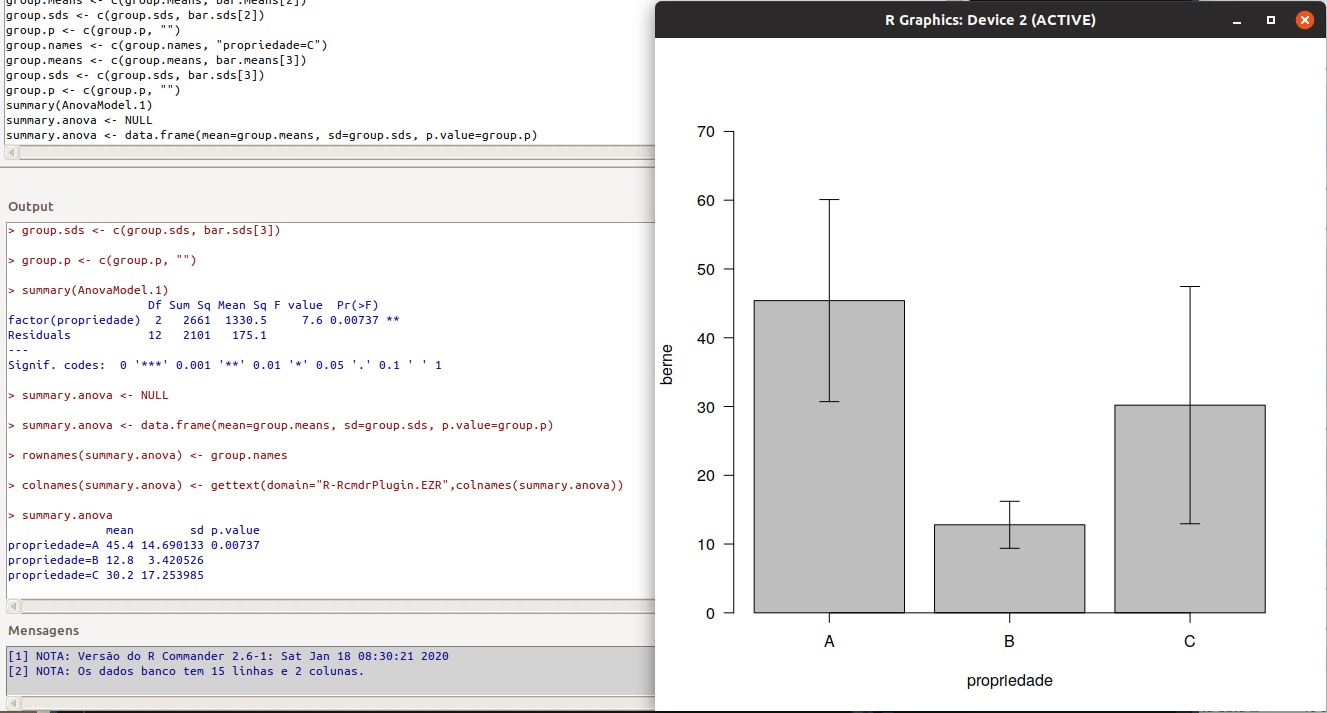 group.means <- c(group.means, bar.means[2])
group.sds <- c(group.sds, bar.sds[2])
group.p <- c(group.p, "")
group.names <- c(group.names, "propriedade=C")
group.means <- c(group.means, bar.means[3])
group.sds <- c(group.sds, bar.sds[3])
group.p <- c(group.p, "")
summary(AnovaModel.1)
summary.anova <- NULL
summary.anova <- data.frame(mean=group.means, sd=group.sds, p.value=group.p)
Output
> group.sds <- c(group.sds, bar.sds[3])
> group.p <- c(group.p, "")
> summary(AnovaModel.1)
Df Sum Sq Mean Sq F value Pr(>F)
factor(propriedade) 2 2661 1330.5 7.6 0.00737 **
Residuals 12 2101 175.1
---
Signif. codes: 0 '***' 0.001 '**' 0.01 '*' 0.05 '.' 0.1 ' ' 1
> summary.anova <- NULL
> summary.anova <- data.frame(mean=group.means, sd=group.sds, p.value=group.p)
> rownames(summary.anova) <- group.names
> colnames(summary.anova) <- gettext(domain="R-RcmdrPlugin.EZR",colnames(summary.anova))
> summary.anova
mean sd p.value
propriedade=A 45.4 14.690133 0.00737
propriedade=B 12.8 3.420526
propriedade=C 30.2 17.253985
Mensagens
[1] NOTA: Versão do R Commander 2.6-1: Sat Jan 18 08:30:21 2020
[2] NOTA: Os dados banco tem 15 linhas e 2 colunas.
R Graphics: Device 2 (ACTIVE)
70
60
50
40
30
20
10
0
berne
A B C
propriedade